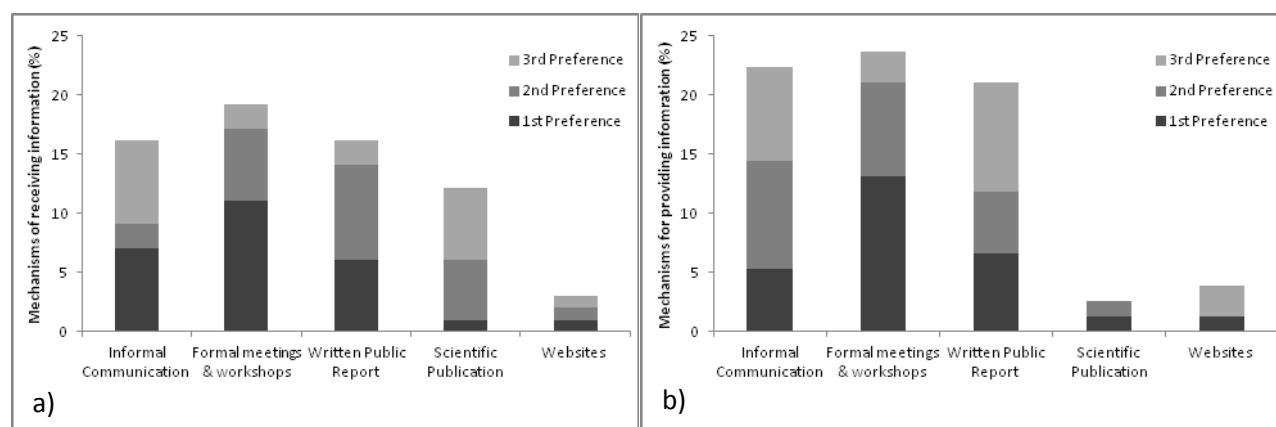 Mechanisms of receiving information (%)
25
20
15
10
5
0
3rd Preference
2nd Preference
1st Preference
Informal
Communication
Formal meetings
& workshops
Written Public
Report
Scientific
Publication
Websites
a)
Mechanisms for providing infomration (%)
25
20
15
10
5
0
3rd Preference
2nd Preference
1st Preference
Informal
Communication
Formal meetings
& workshops
Written Public
Report
Scientific
Publication
Websites
b)